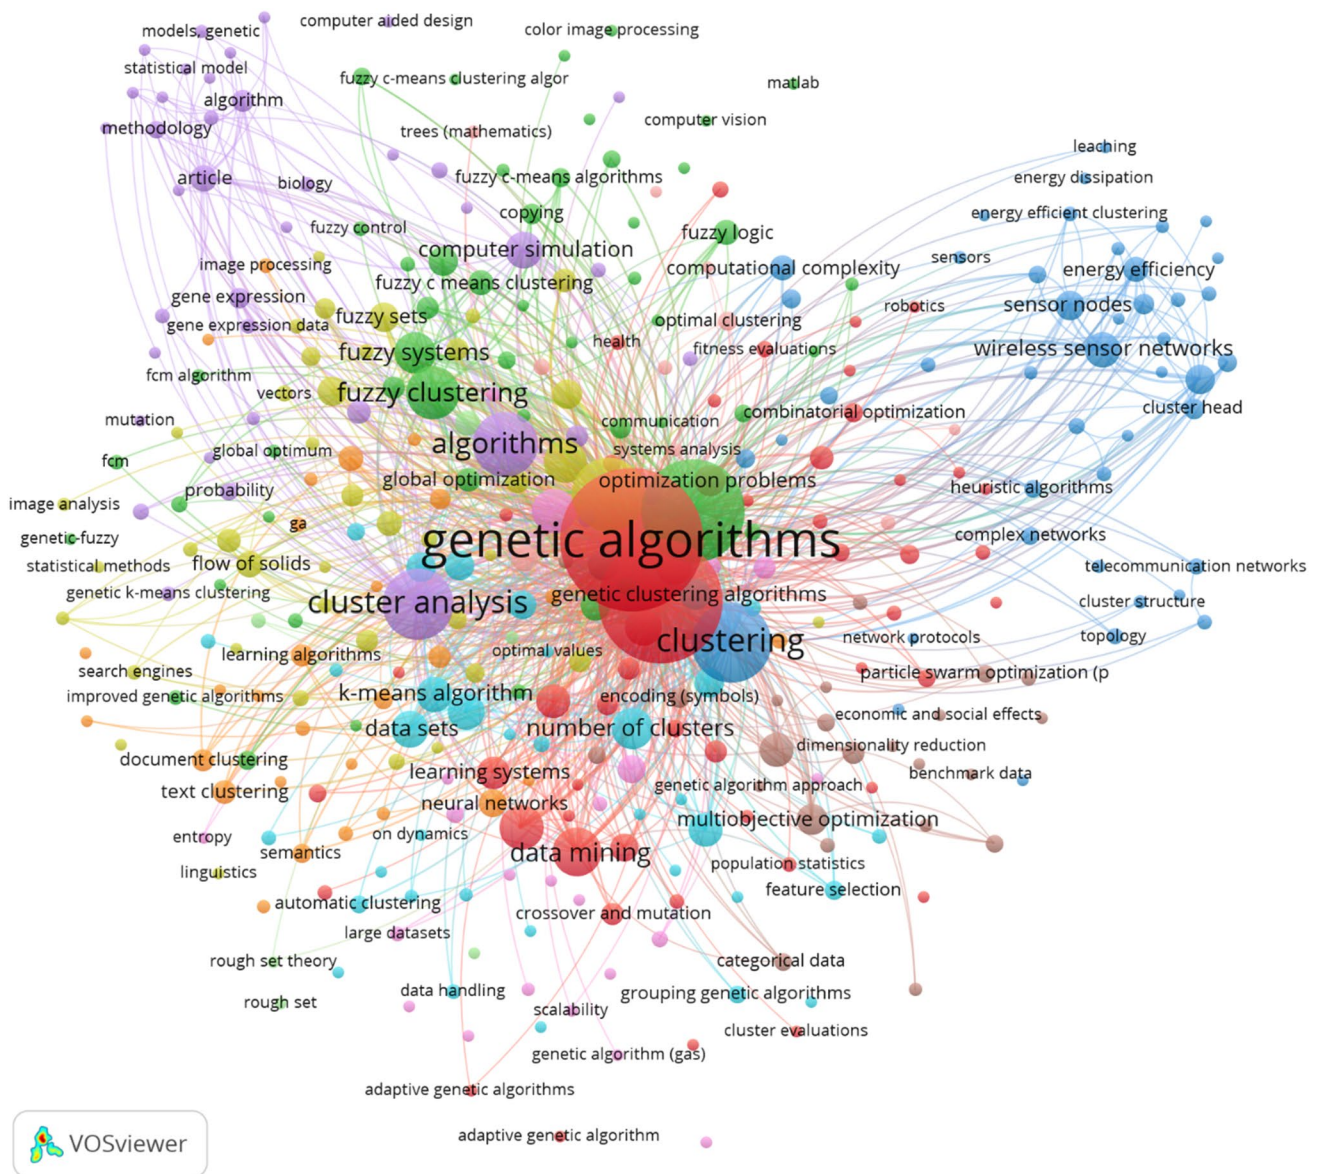 computer aided design
models, genetic
color image processing
statistical model
fuzzy c-means clustering algor
matlab
algorithm
methodology
trees (mathematics)
computer vision
leaching
article
biology
fuzzy c-means algorithms
energy dissipation
copying
energy efficient clustering
fuzzy control
fuzzy logic
computer simulation
image processing
computational complexity
sensors
energy efficiency
fuzzy c means clustering
gene expression
sensor nodes
robotics
fuzzy sets
optimal clustering
gene expression data
health
fuzzy systems
fitness evaluations
wireless sensor networks
fcm algorithm
vectors
fuzzy clustering
cluster head
mutation
communication
combinatorial optimization
algorithms
global optimum
systems analysis
fcm
global optimization
optimization problems
probability
heuristic algorithms
image analysis
ga
genetic-fuzzy
genetic algorithms
complex networks
statistical methods
flow of solids
telecommunication networks
genetic k-means clustering
cluster analysis
genetic clustering algorithms
cluster structure
clustering
network protocols
topology
learning algorithms
optimal values
search engines
particle swarm optimization (p
improved genetic algorithms
k-means algorithm
encoding (symbols)
data sets
number of clusters
economic and social effects
dimensionality reduction
document clustering
learning systems
benchmark data
text clustering
genetic algorithm approach
neural networks
multiobjective optimization
entropy
on dynamics
semantics
data mining
population statistics
linguistics
feature selection
automatic clustering
crossover and mutation
large datasets
rough set theory
categorical data
data handling
grouping genetic algorithms
rough set
scalability
cluster evaluations
genetic algorithm (gas)
adaptive genetic algorithms
adaptive genetic algorithm
VOSviewer